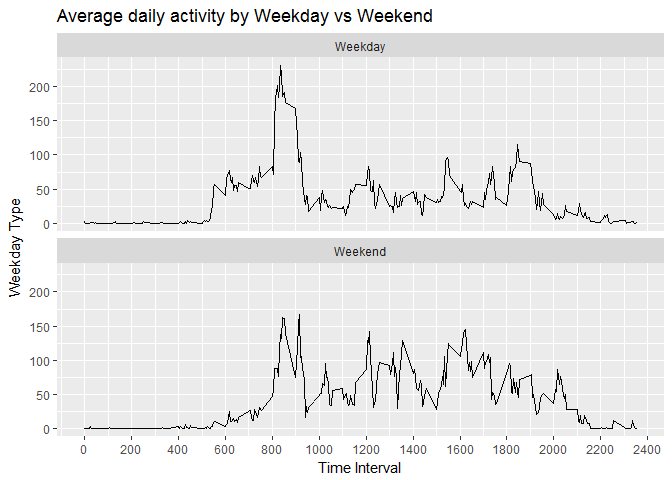 Average daily activity by Weekday vs Weekend
Weekday
200
150
100
50
0
Weekend
200
150
100
50
0
Weekday Type
0 200 400 600 800 1000 1200 1400 1600 1800 2000 2200 2400
Time Interval